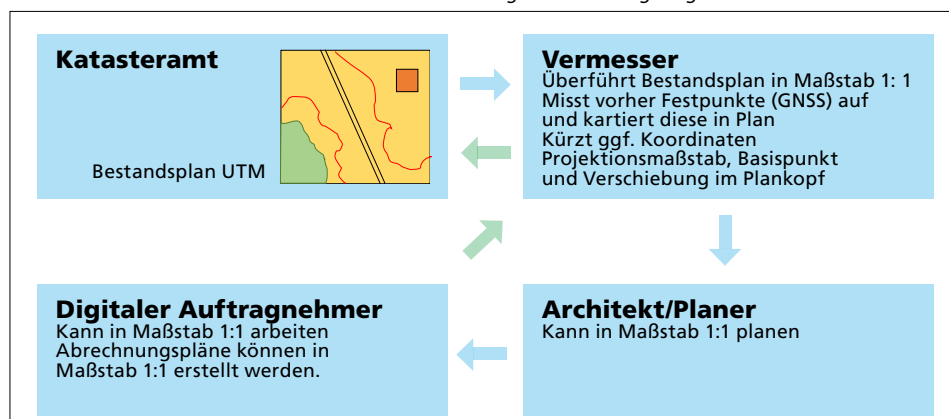 Katasteramt
Bestandsplan UTM
Vermesser
Überführt Bestandsplan in Maßstab 1: 1
Misst vorher Festpunkte (GNSS) auf
und kartiert diese in Plan
Kürzt ggf. Koordinaten
Projektionsmaßstab, Basispunkt
und Verschiebung im Plankopf
Digitaler Auftragnehmer
Kann in Maßstab 1:1 arbeiten
Abrechnungspläne können in
Maßstab 1:1 erstellt werden.
Architekt/Planer
Kann in Maßstab 1:1 planen